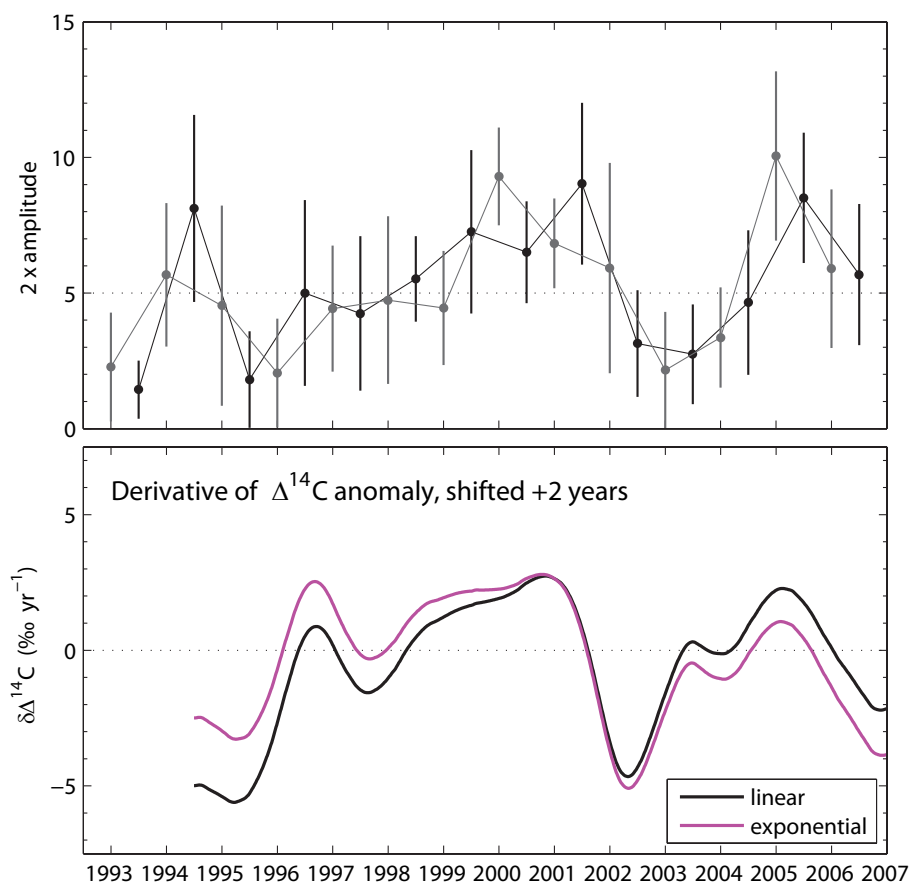 15
10
5
0
2 x amplitude
Derivative of Δ¹⁴C anomaly, shifted +2 years
5
0
−5
δΔ¹⁴C (‰ yr⁻¹)
linear
exponential
1993 1994 1995 1996 1997 1998 1999 2000 2001 2002 2003 2004 2005 2006 2007